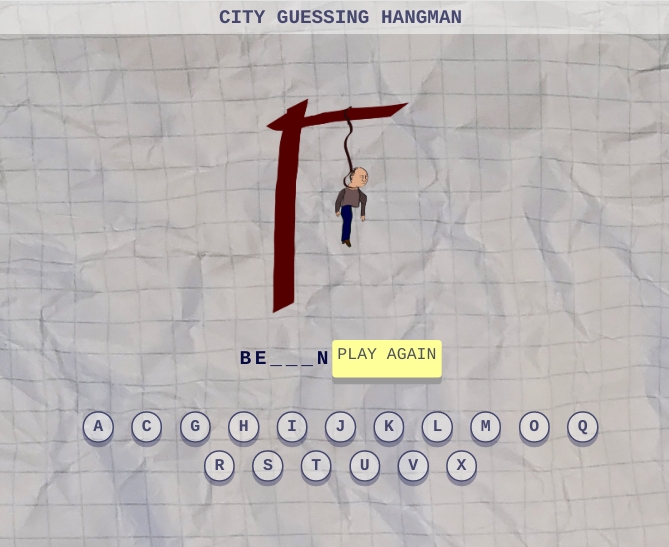 CITY GUESSING HANGMAN
BE___N PLAY AGAIN
A C G H I J K L M O Q
R S T U V X